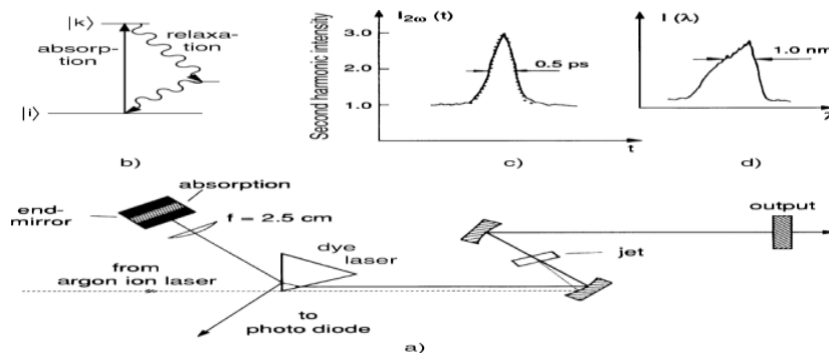 |k⟩
absorp-
tion
relaxa-
tion
|i⟩
b)
Second harmonic intensity
I₂ω (t)
3.0
2.0
1.0
0.5 ps
t
c)
I (λ)
1.0 nm
λ
d)
absorption
end-
mirror
f = 2.5 cm
dye
laser
from
argon ion laser
to
photo diode
jet
output
a)